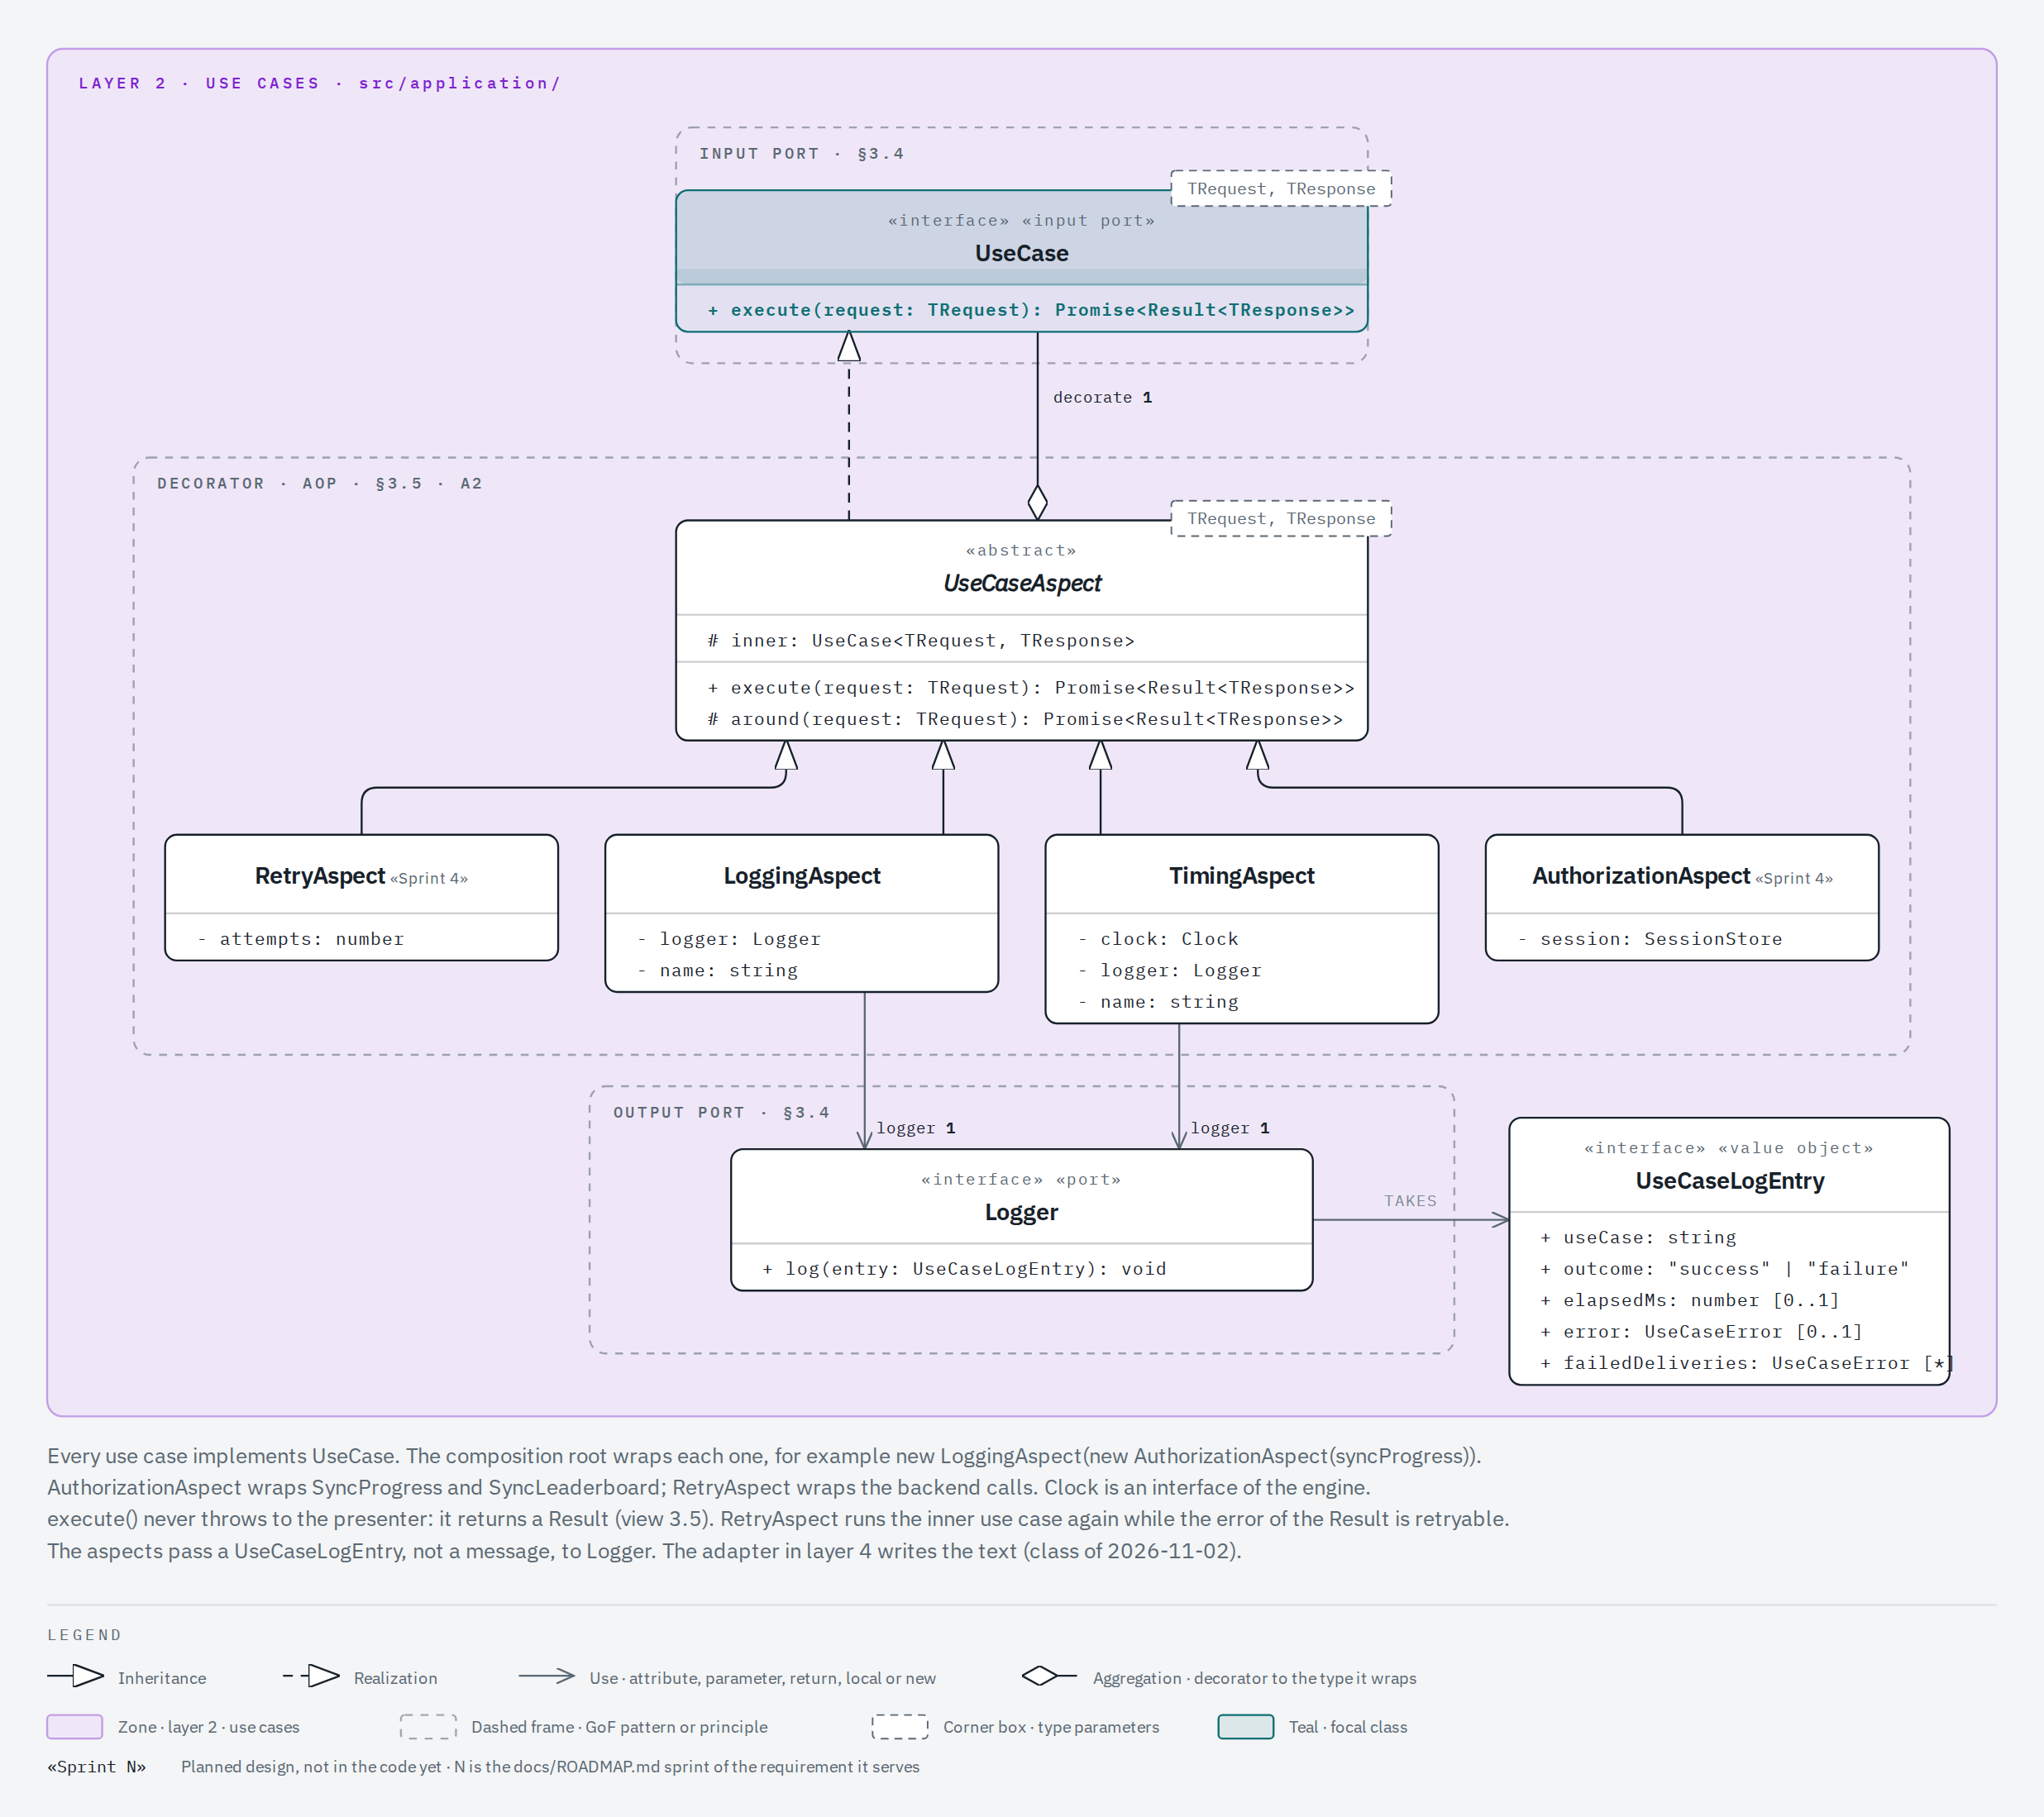 LAYER 2 · USE CASES · src/application/
INPUT PORT · §3.4
TRequest, TResponse
«interface» «input port»
UseCase
+ execute(request: TRequest): Promise<Result<TResponse>>
decorate 1
DECORATOR · AOP · §3.5 · A2
TRequest, TResponse
«abstract»
UseCaseAspect
# inner: UseCase<TRequest, TResponse>
+ execute(request: TRequest): Promise<Result<TResponse>>
# around(request: TRequest): Promise<Result<TResponse>>
RetryAspect «Sprint 4»
- attempts: number
LoggingAspect
- logger: Logger
- name: string
TimingAspect
- clock: Clock
- logger: Logger
- name: string
AuthorizationAspect «Sprint 4»
- session: SessionStore
OUTPUT PORT · §3.4
logger 1
logger 1
«interface» «port»
Logger
+ log(entry: UseCaseLogEntry): void
TAKES
«interface» «value object»
UseCaseLogEntry
+ useCase: string
+ outcome: "success" | "failure"
+ elapsedMs: number [0..1]
+ error: UseCaseError [0..1]
+ failedDeliveries: UseCaseError [*]
Every use case implements UseCase. The composition root wraps each one, for example new LoggingAspect(new AuthorizationAspect(syncProgress)).
AuthorizationAspect wraps SyncProgress and SyncLeaderboard; RetryAspect wraps the backend calls. Clock is an interface of the engine.
execute() never throws to the presenter: it returns a Result (view 3.5). RetryAspect runs the inner use case again while the error of the Result is retryable.
The aspects pass a UseCaseLogEntry, not a message, to Logger. The adapter in layer 4 writes the text (class of 2026-11-02).
LEGEND
Inheritance
Realization
Use · attribute, parameter, return, local or new
Aggregation · decorator to the type it wraps
Zone · layer 2 · use cases
Dashed frame · GoF pattern or principle
Corner box · type parameters
Teal · focal class
«Sprint N»
Planned design, not in the code yet · N is the docs/ROADMAP.md sprint of the requirement it serves